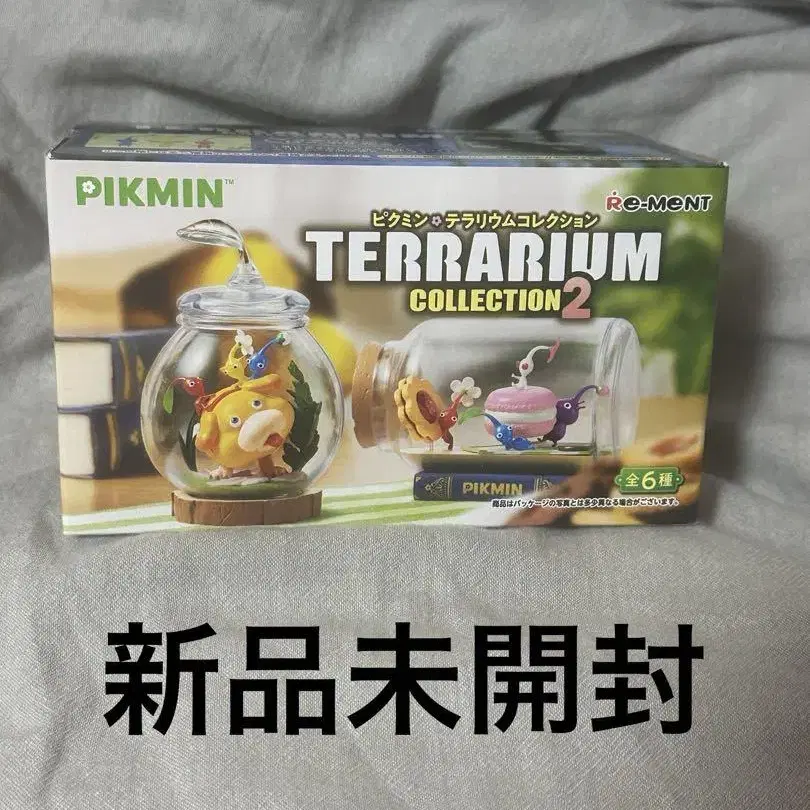 PIKMIN™
Re-MeNT
ピクミン テラリウムコレクション
TERRARIUM
COLLECTION2
PIKMIN
全6種
商品はパッケージの写真とは多少異なる場合がございます。
新品未開封